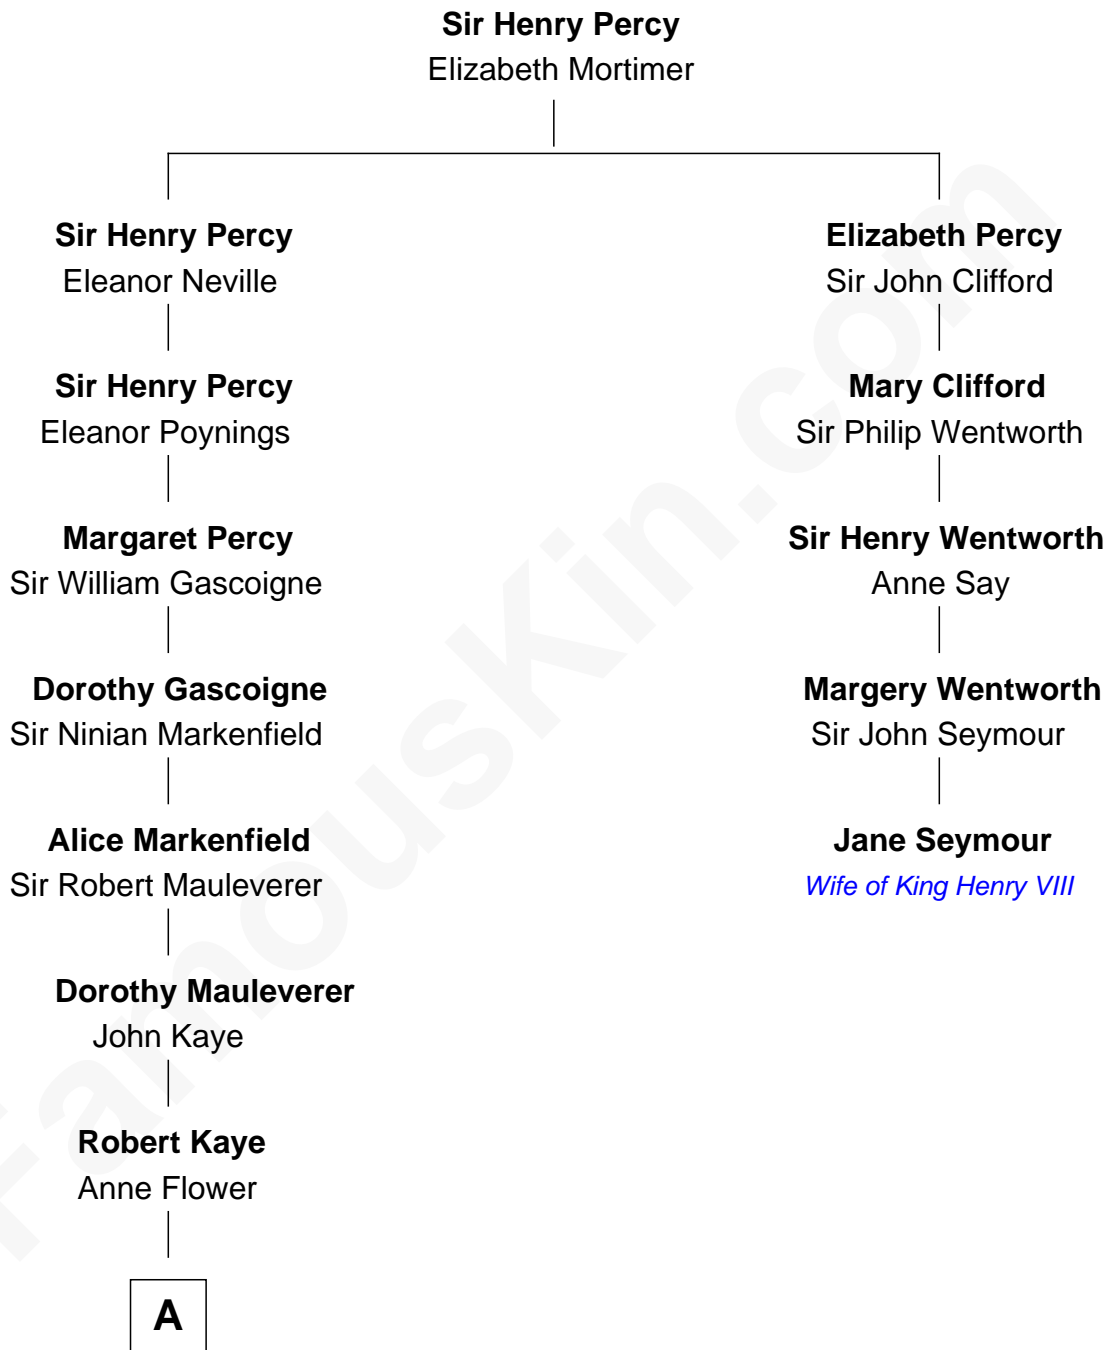 Sir Henry Percy
Elizabeth Mortimer
Sir Henry Percy
Eleanor Neville
Sir Henry Percy
Eleanor Poynings
Margaret Percy
Sir William Gascoigne
Dorothy Gascoigne
Sir Ninian Markenfield
Alice Markenfield
Sir Robert Mauleverer
Dorothy Mauleverer
John Kaye
Robert Kaye
Anne Flower
A
Elizabeth Percy
Sir John Clifford
Mary Clifford
Sir Philip Wentworth
Sir Henry Wentworth
Anne Say
Margery Wentworth
Sir John Seymour
Jane Seymour
Wife of King Henry VIII
FamousKin.com